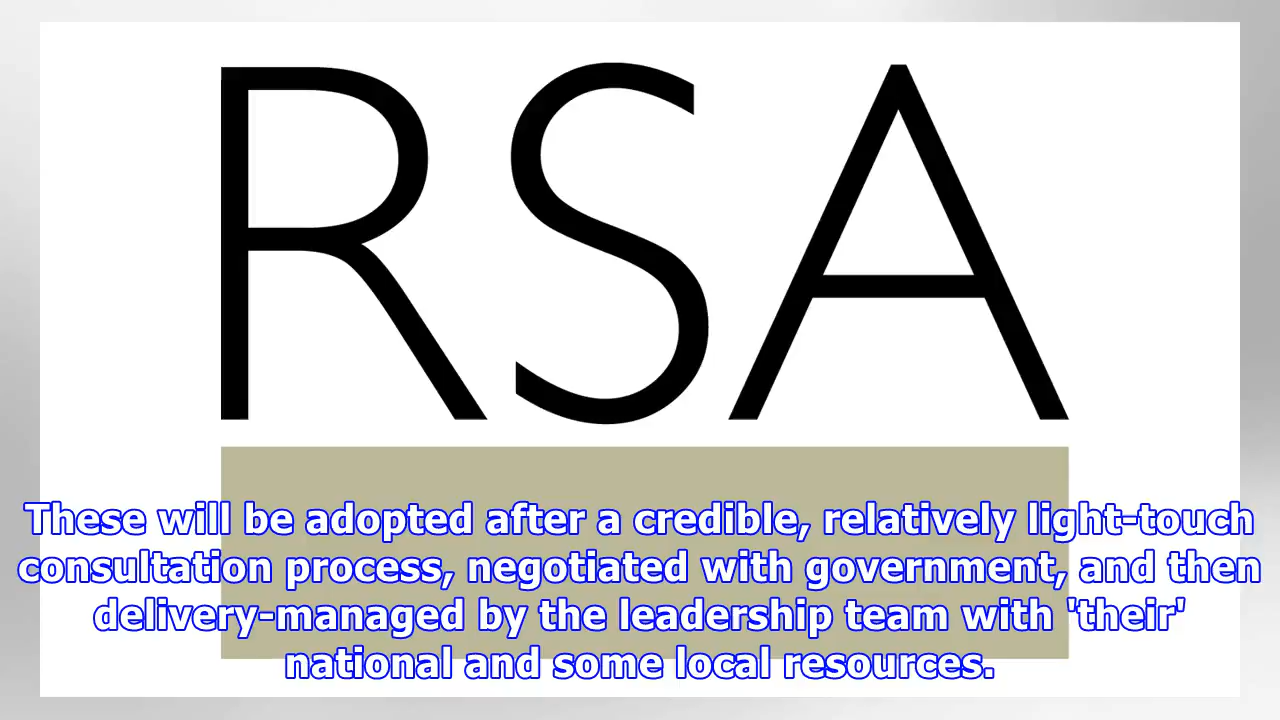 RSA
These will be adopted after a credible, relatively light-touch
consultation process, negotiated with government, and then
delivery-managed by the leadership team with 'their'
national and some local resources.